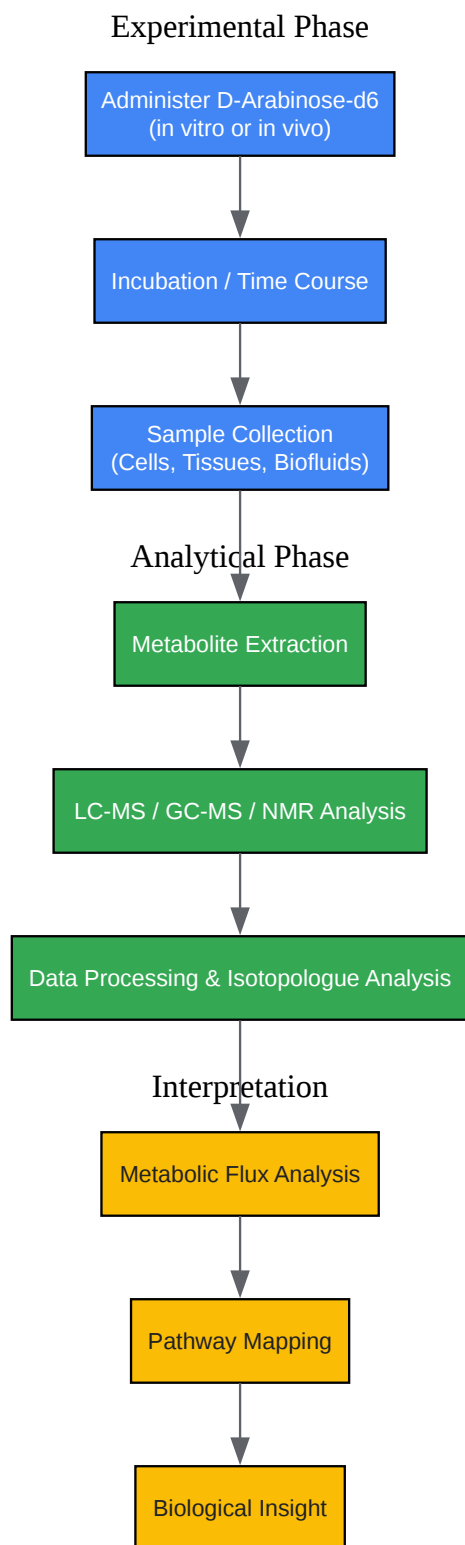 Experimental Phase
Administer D-Arabinose-d6
(in vitro or in vivo)
Incubation / Time Course
Sample Collection
(Cells, Tissues, Biofluids)
Analytical Phase
Metabolite Extraction
LC-MS / GC-MS / NMR Analysis
Data Processing & Isotopologue Analysis
Interpretation
Metabolic Flux Analysis
Pathway Mapping
Biological Insight